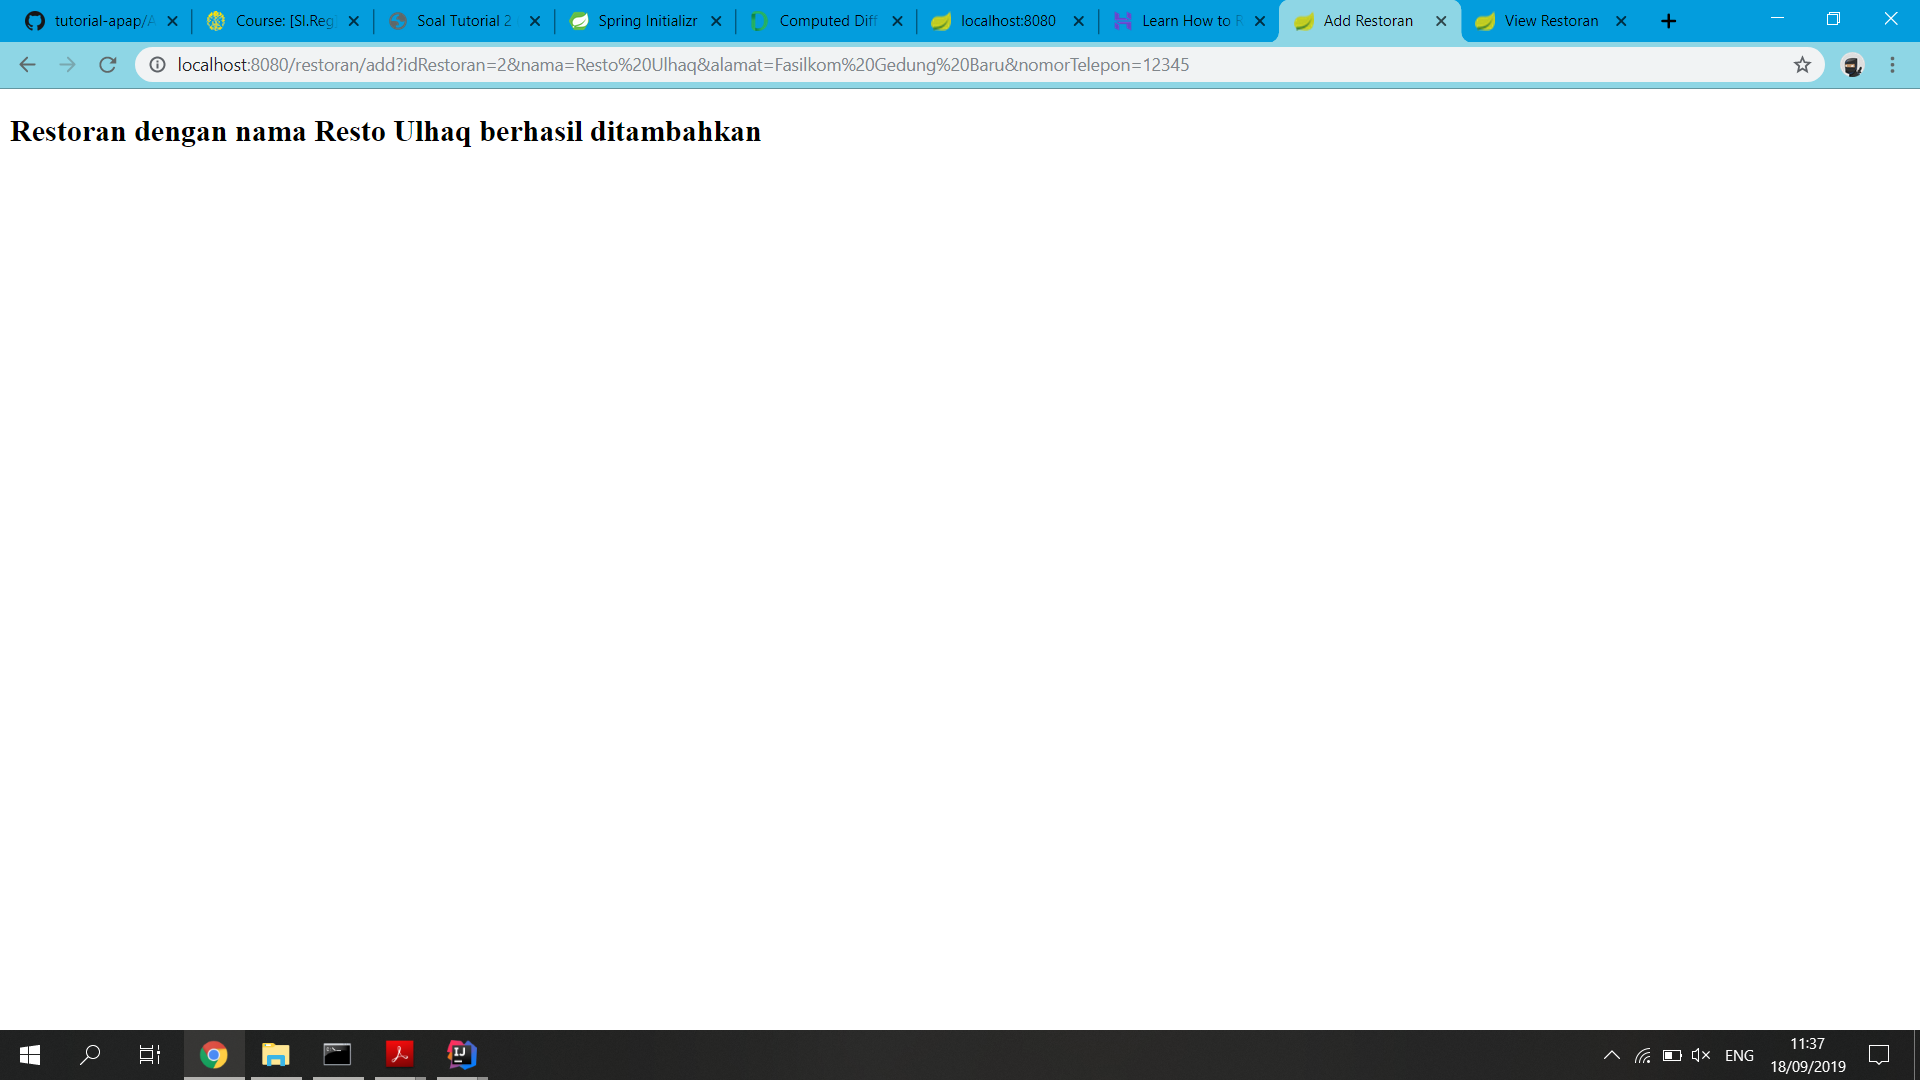 tutorial-apap/A
Course: [SI.Reg]
Soal Tutorial 2
Spring Initializr
Computed Diff
localhost:8080
Learn How to R
Add Restoran
View Restoran
localhost:8080/restoran/add?idRestoran=2&nama=Resto%20Ulhaq&alamat=Fasilkom%20Gedung%20Baru&nomorTelepon=12345
Restoran dengan nama Resto Ulhaq berhasil ditambahkan
ENG
11:37
18/09/2019